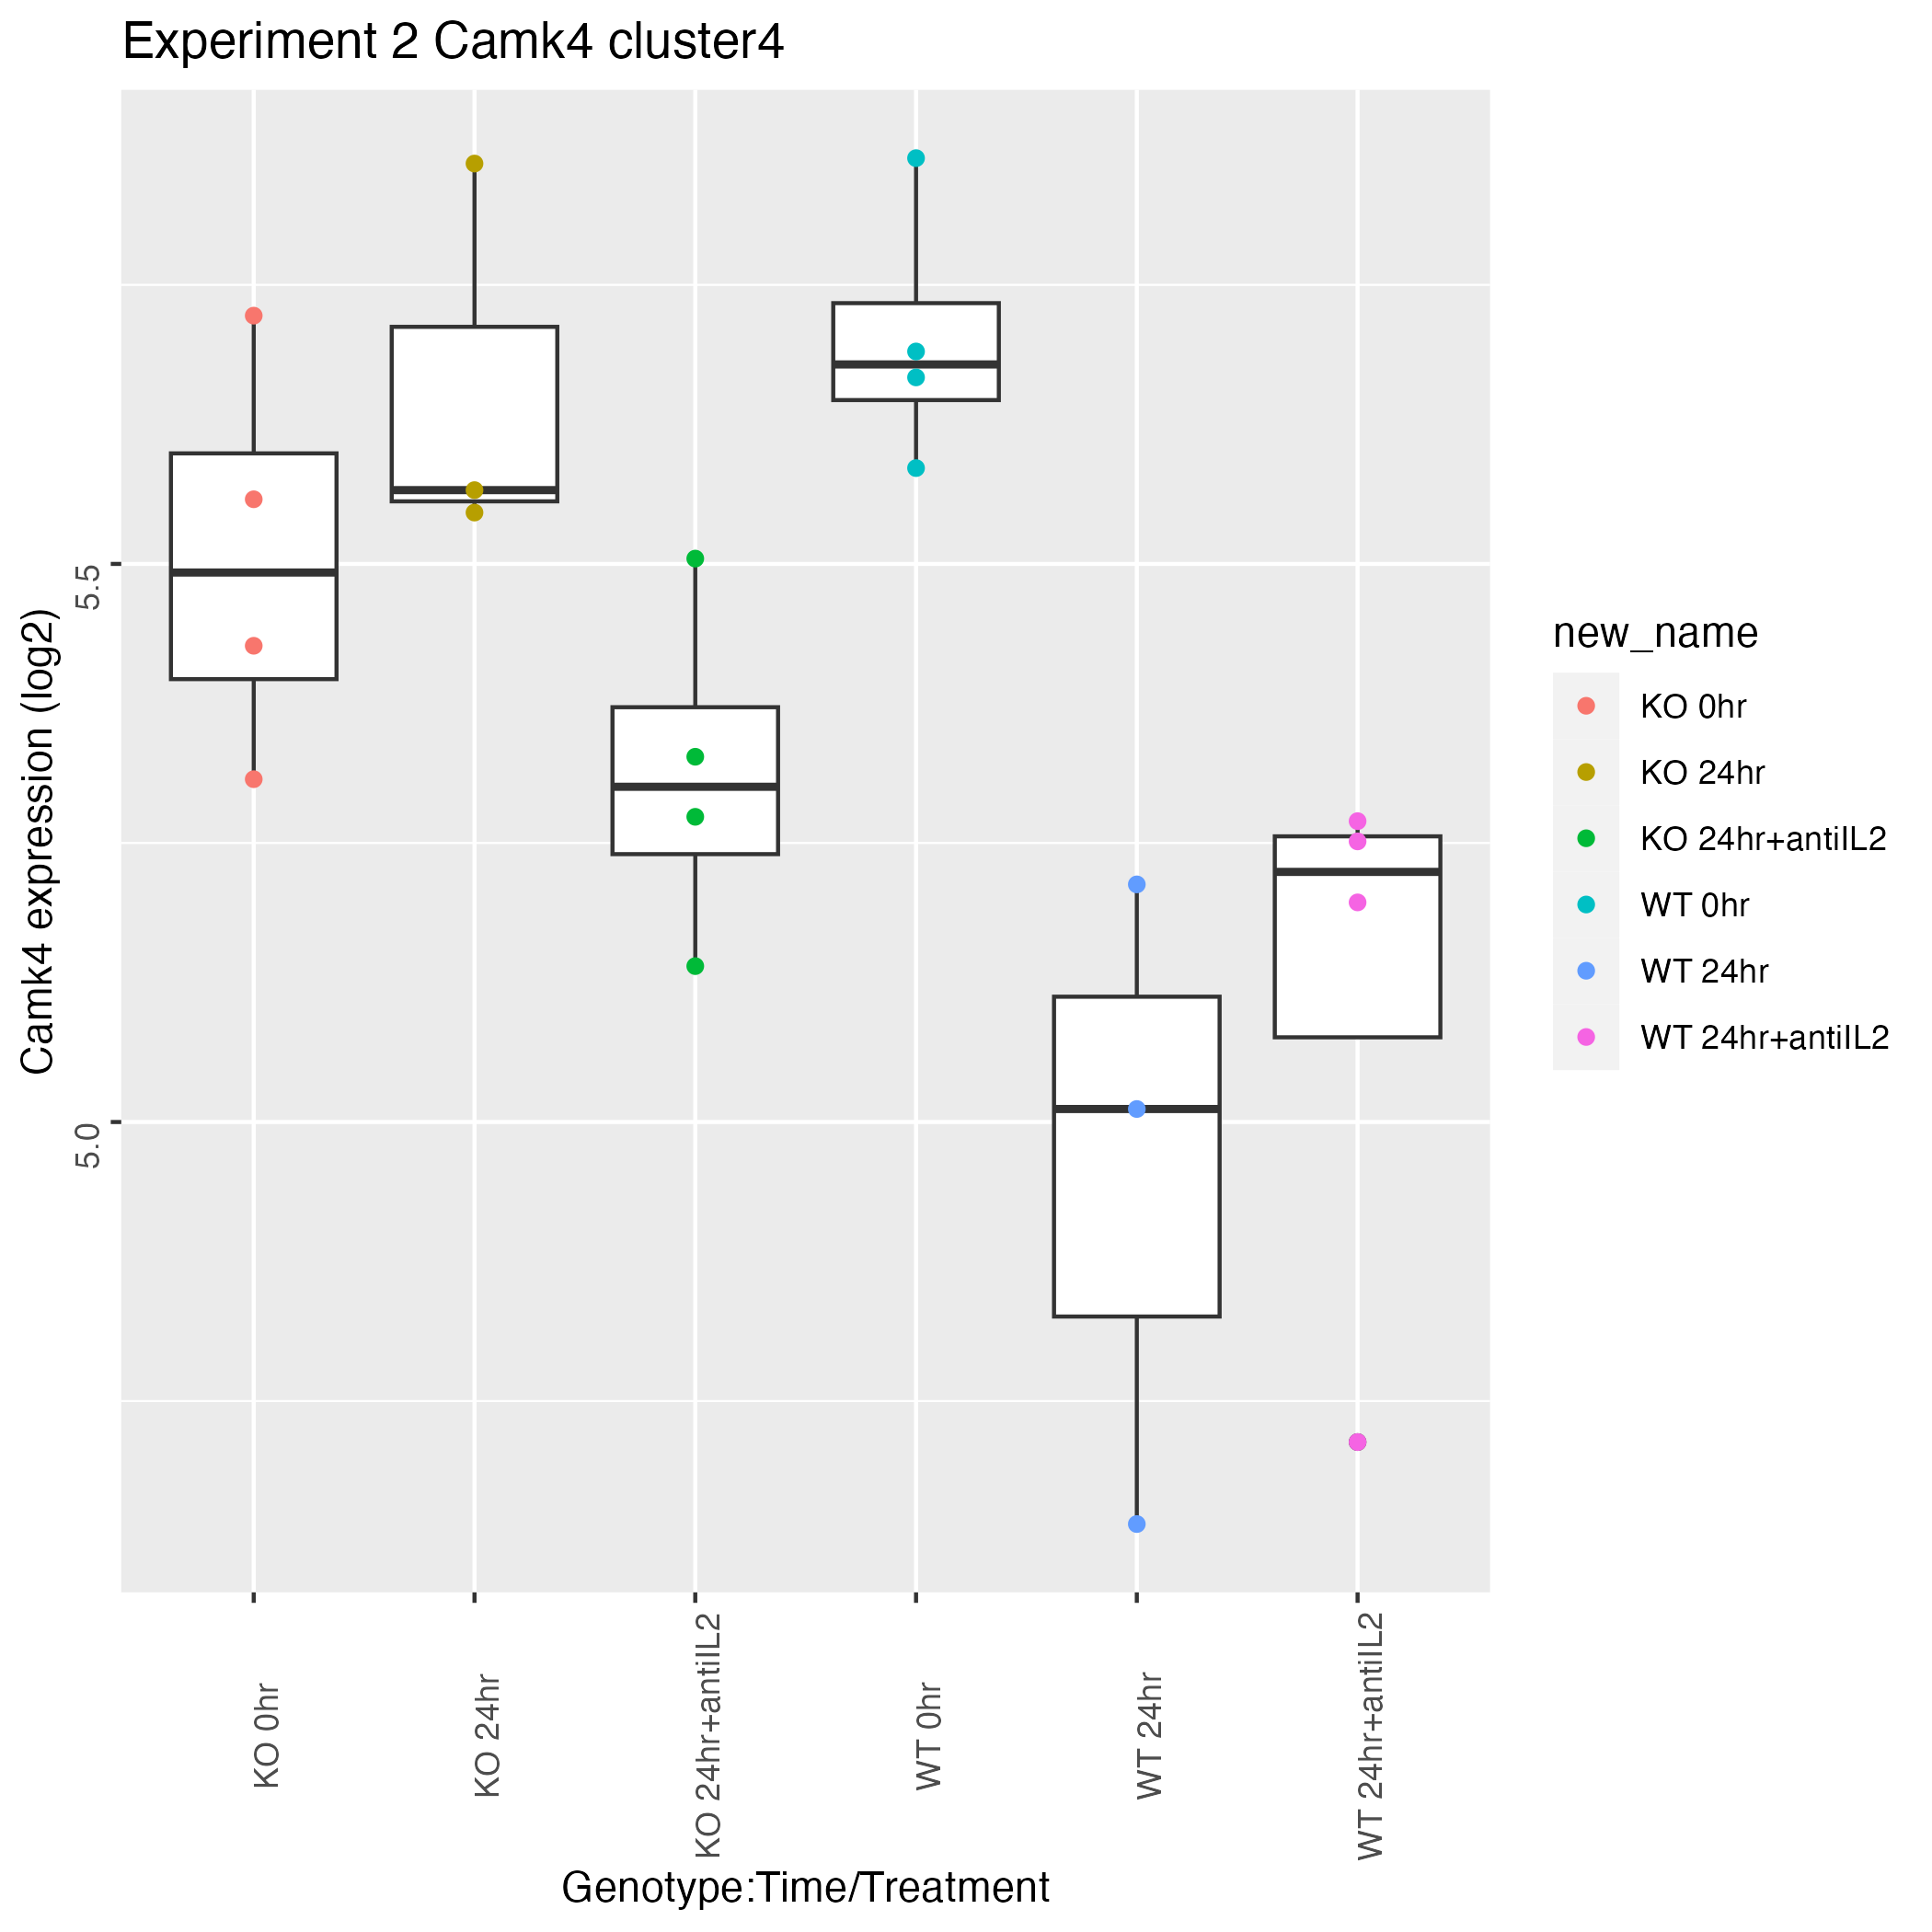 Experiment 2 Camk4 cluster4
Camk4 expression (log2)
5.5
5.0
KO 0hr
KO 24hr
KO 24hr+antiIL2
WT 0hr
WT 24hr
WT 24hr+antiIL2
Genotype:Time/Treatment
new_name
KO 0hr
KO 24hr
KO 24hr+antiIL2
WT 0hr
WT 24hr
WT 24hr+antiIL2